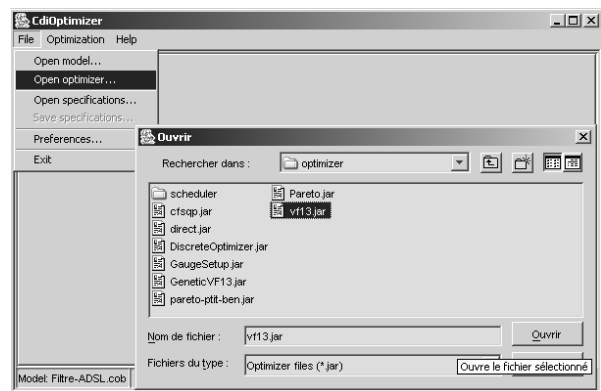 CdiOptimizer
File Optimization Help
Open model...
Open optimizer...
Open specifications...
Save specifications...
Preferences...
Exit
Ouvrir
Rechercher dans :
optimizer
scheduler
cfsqp.jar
direct.jar
DiscreteOptimizer.jar
GaugeSetup.jar
GeneticVF13.jar
pareto-ptit-ben.jar
Pareto.jar
vf13.jar
Nom de fichier :
vf13.jar
Ouvrir
Fichiers du type :
Optimizer files (*.jar)
Ouvre le fichier sélectionné
Model: Filtre-ADSL.cob